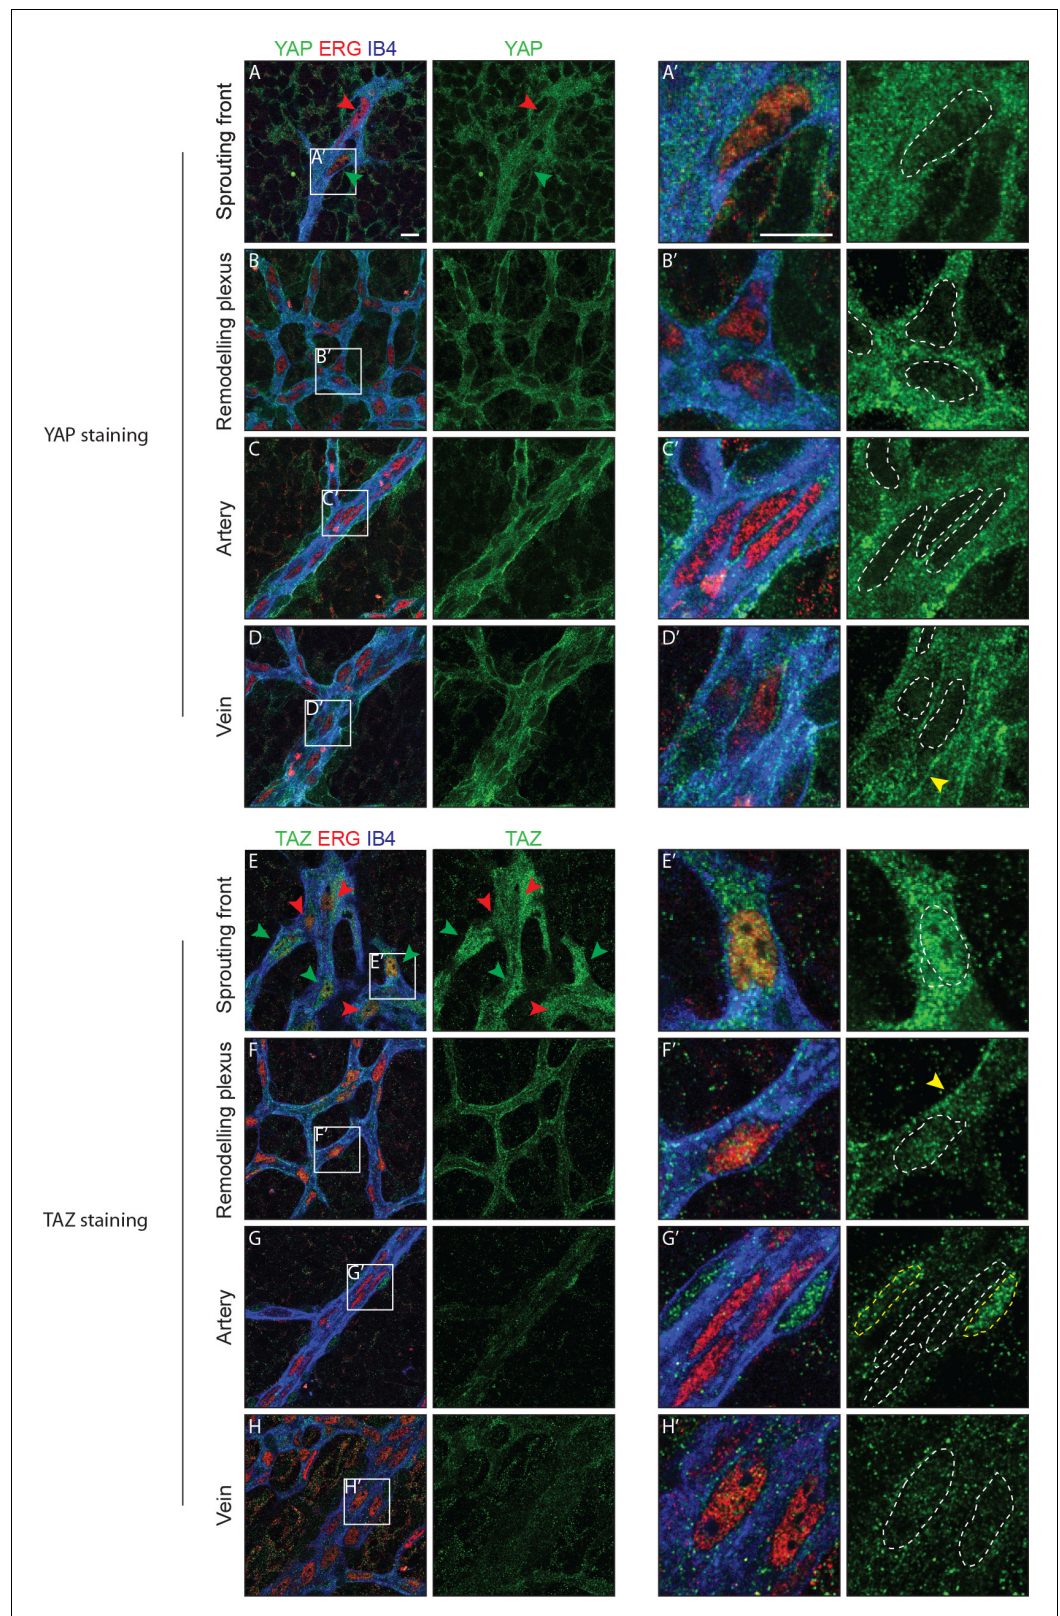 YAP ERG IB4
YAP
Sprouting front
A
A'
A'
Remodelling plexus
B
B'
B'
YAP staining
Artery
C
C'
C'
Vein
D
D'
D'
TAZ ERG IB4
TAZ
Sprouting front
E
E'
E'
Remodelling plexus
F
F'
F'
TAZ staining
Artery
G
G'
G'
Vein
H
H'
H'